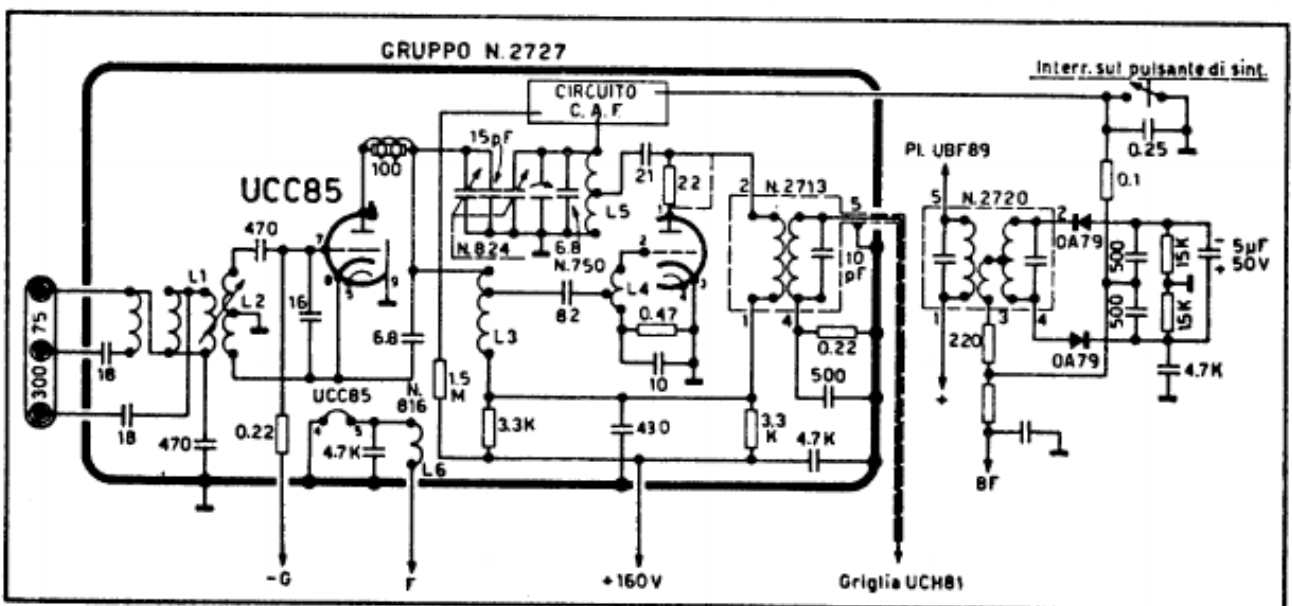 GRUPPO N.2727
Interr. sul pulsante di sint.
CIRCUITO
C. A. F.
15pF
100
UCC85
470
7
8
9
5
N.824
6.8
N.750
L5
21
22
1
2
3
4
L4
0.47
10
82
2
N.2713
5
10
pF
1
4
0.22
500
Pl. UBF89
5
N.2720
2
OA79
1
3
4
OA79
0.25
0.1
500
500
15K
15K
5µF
50V
-
+
4.7K
220
+
BF
75
300
18
18
L1
L2
16
6.8
L3
UCC85
4
5
N.
816
1.5
M
470
0.22
4.7K
L6
3.3K
430
3.3
K
4.7K
-G
F
+160V
Griglia UCH81